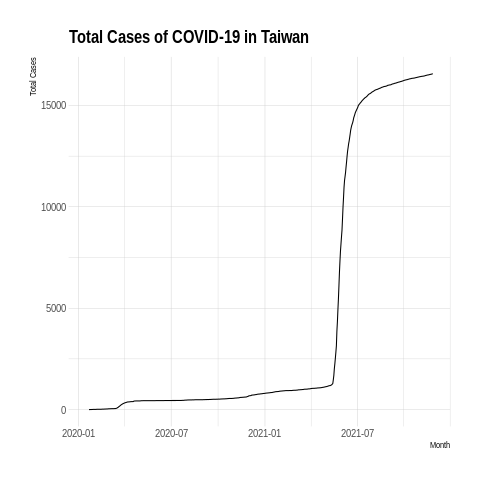 Total Cases of COVID-19 in Taiwan
Total Cases
15000
10000
5000
0
2020-01 2020-07 2021-01 2021-07
Month